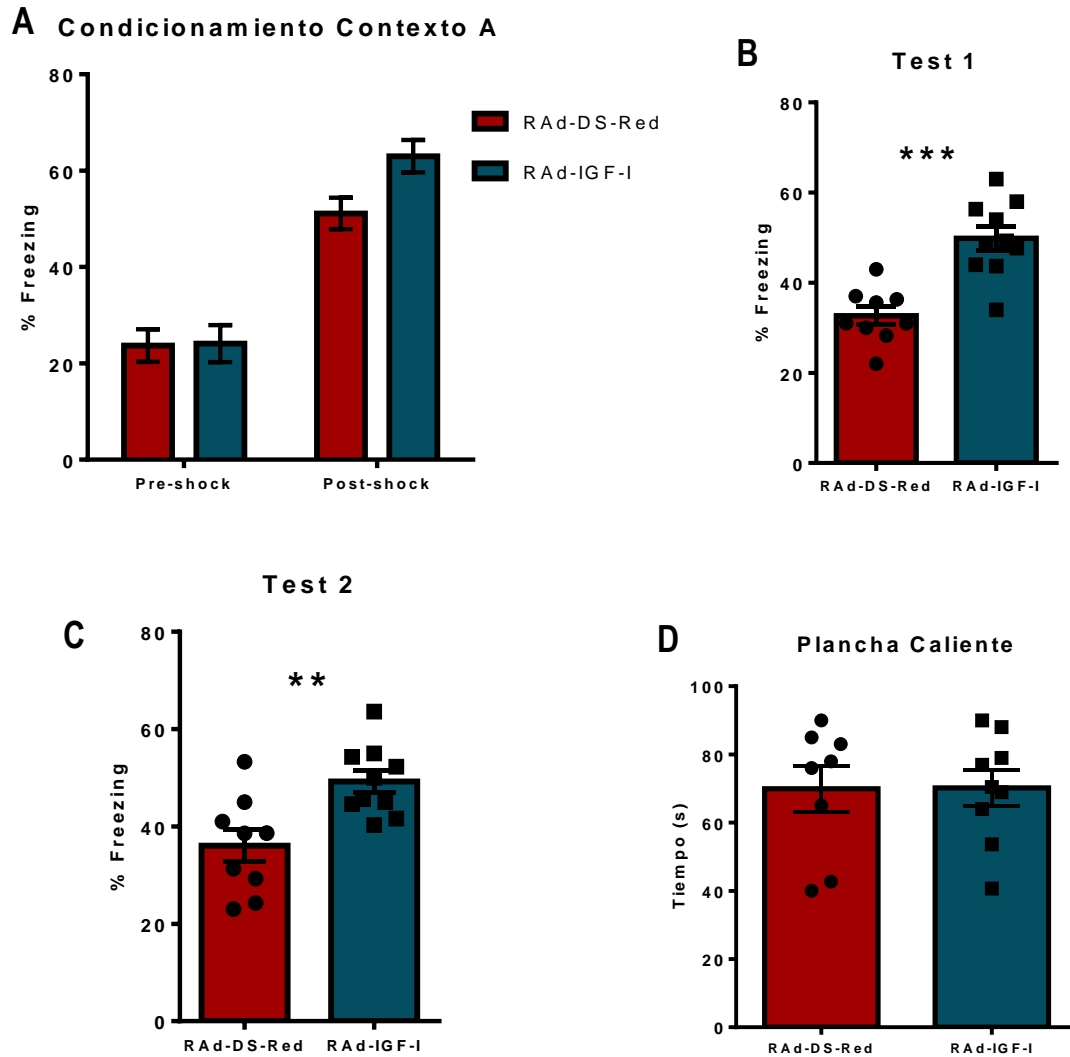 A Condicionamiento Contexto A
80
60
40
20
0
% Freezing
Pre-shock
Post-shock
RAd-DS-Red
RAd-IGF-I
B
Test 1
***
80
60
40
20
0
% Freezing
RAd-DS-Red
RAd-IGF-I
C
Test 2
**
80
60
40
20
0
% Freezing
RAd-DS-Red
RAd-IGF-I
D
Plancha Caliente
100
80
60
40
20
0
Tiempo (s)
RAd-DS-Red
RAd-IGF-I